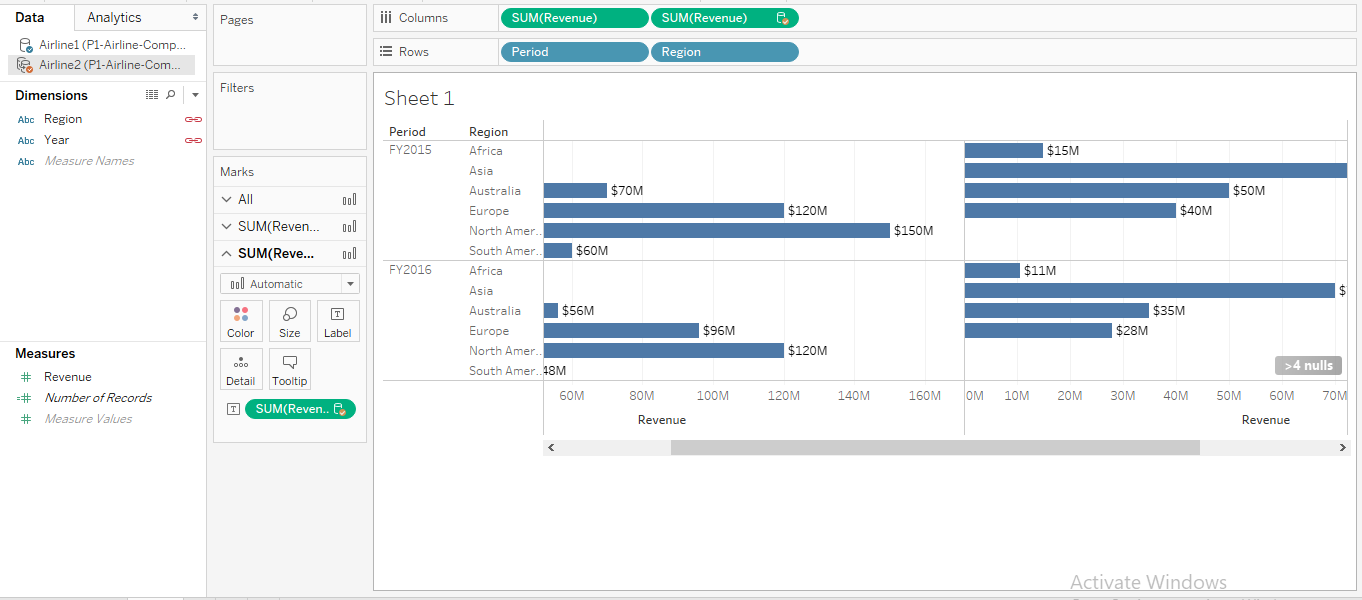 Data
Analytics
Airline1 (P1-Airline-Comp...
Airline2 (P1-Airline-Com...
Dimensions
Abc Region
Abc Year
Abc Measure Names
Measures
Revenue
Number of Records
Measure Values
Pages
Filters
Marks
All
SUM(Reven...
SUM(Reve...
Automatic
Color Size Label
Detail Tooltip
SUM(Reven..
Columns SUM(Revenue) SUM(Revenue)
Rows Period Region
Sheet 1
Period Region
FY2015 Africa $15M
Asia
Australia $70M $50M
Europe $120M $40M
North Amer.. $150M
South Amer.. $60M
FY2016 Africa $11M
Asia $
Australia $56M $35M
Europe $96M $28M
North Amer.. $120M
South Amer.. 48M
>4 nulls
60M 80M 100M 120M 140M 160M 0M 10M 20M 30M 40M 50M 60M 70M
Revenue Revenue
Activate Windows